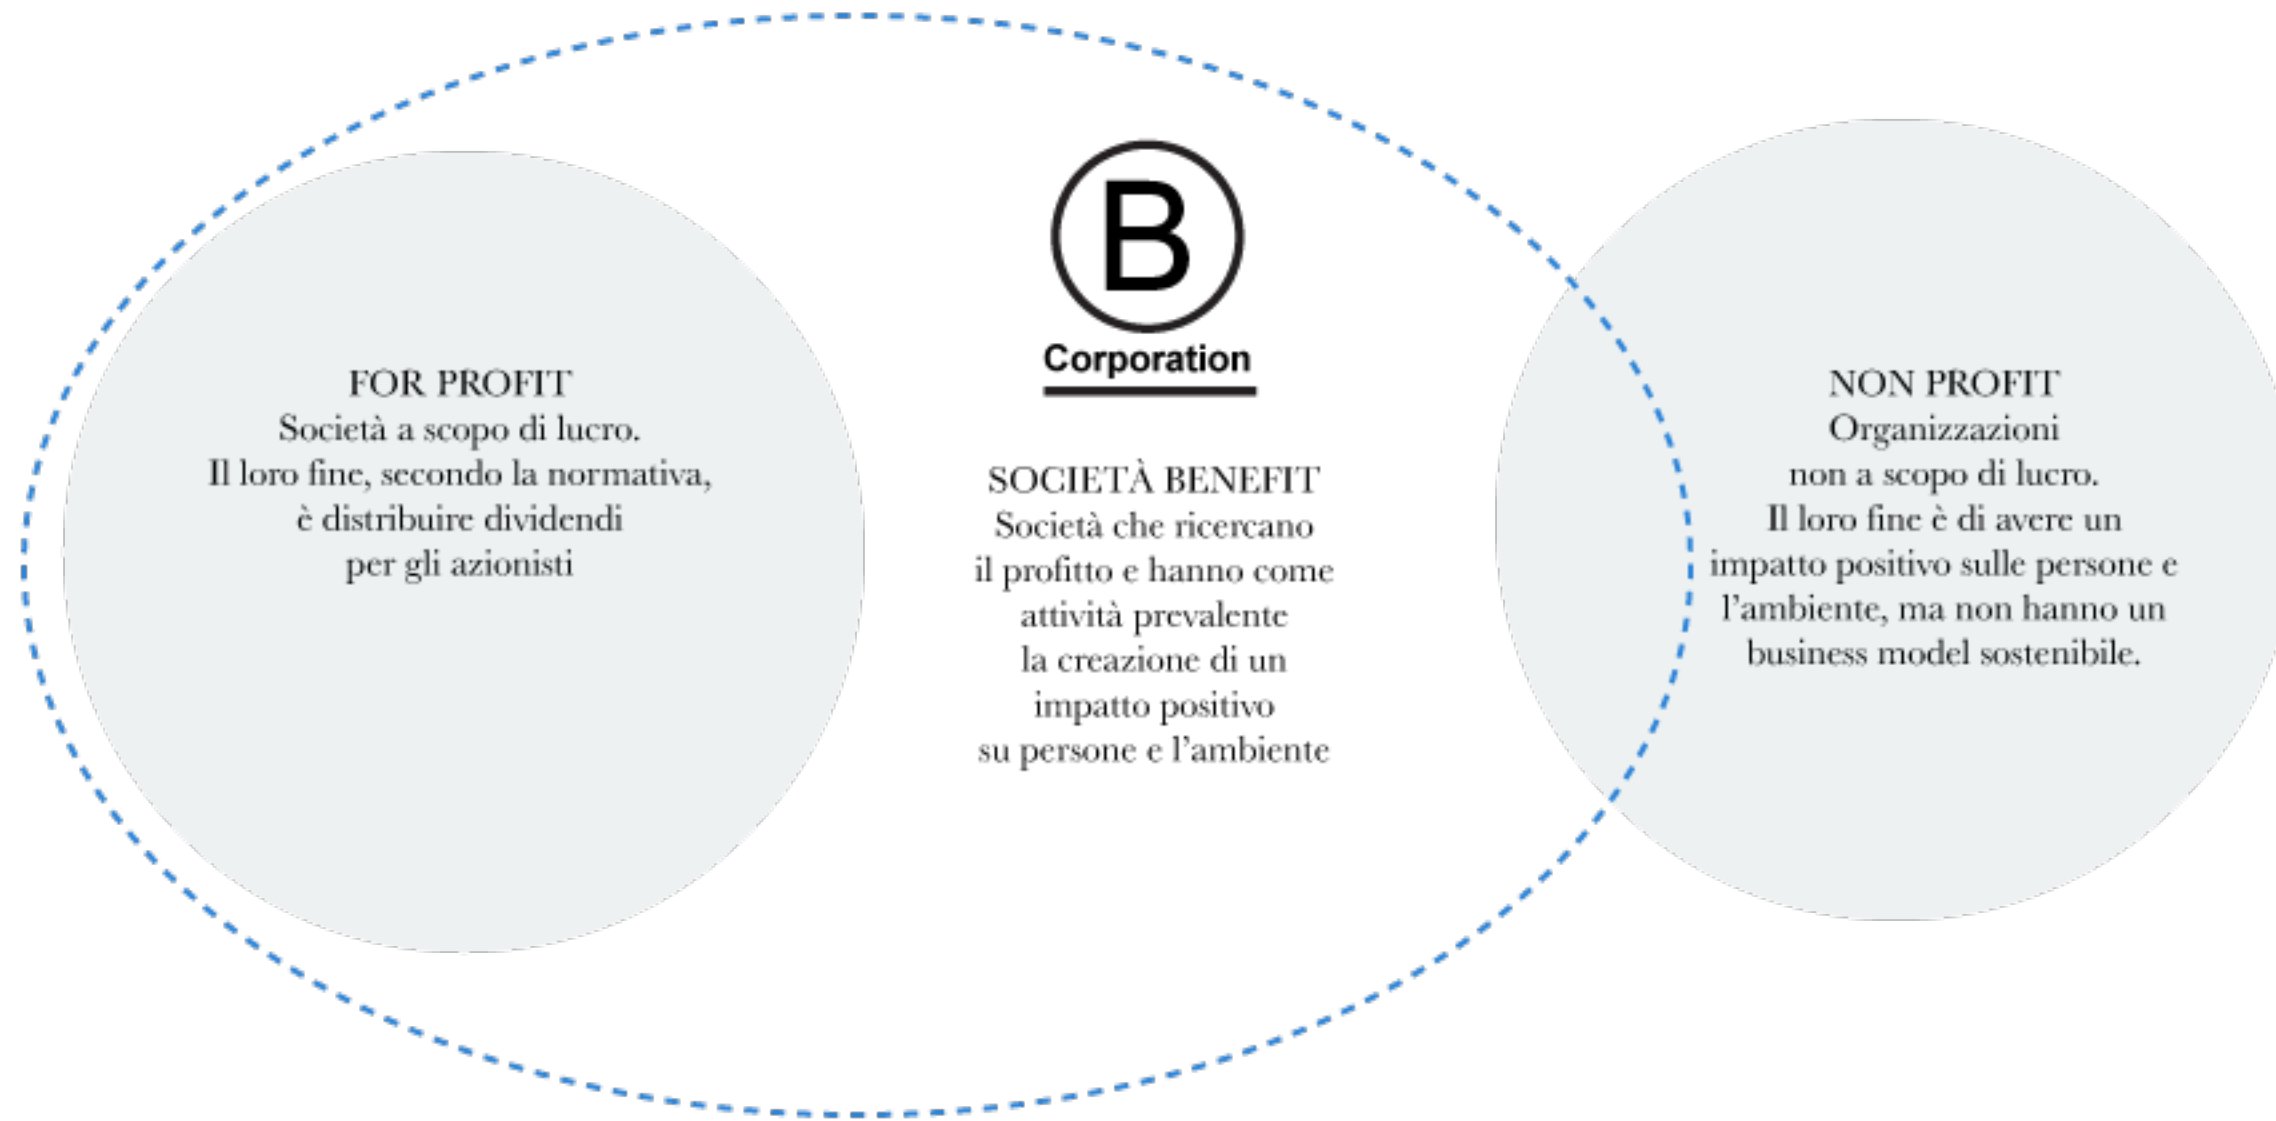 FOR PROFIT
Società a scopo di lucro.
Il loro fine, secondo la normativa,
è distribuire dividendi
per gli azionisti
B
Corporation
SOCIETÀ BENEFIT
Società che ricercano
il profitto e hanno come
attività prevalente
la creazione di un
impatto positivo
su persone e l’ambiente
NON PROFIT
Organizzazioni
non a scopo di lucro.
Il loro fine è di avere un
impatto positivo sulle persone e
l’ambiente, ma non hanno un
business model sostenibile.